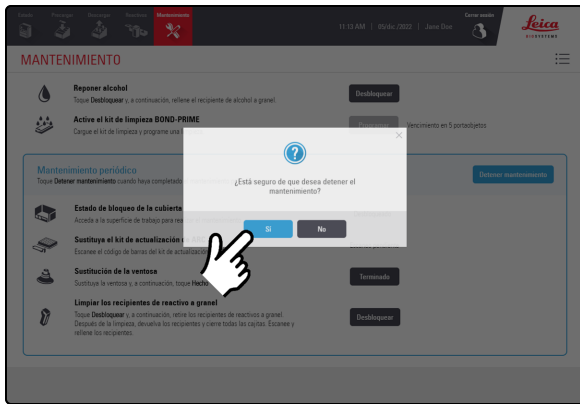 Estado
Precargar
Descargar
Reactivos
Mantenimiento
11:13 AM | 05/dic./2022 | Jane Doe
Cerrar sesión
Leica
BIOSYSTEMS
MANTENIMIENTO
Reponer alcohol
Toque Desbloquear y, a continuación, rellene el recipiente de alcohol a granel.
Desbloquear
Active el kit de limpieza BOND-PRIME
Cargue el kit de limpieza y programe una
Programar
Vencimiento en 5 portaobjetos
¿Está seguro de que desea detener el
mantenimiento?
Sí
No
Mantenimiento periódico
Toque Detener mantenimiento cuando haya completado
Detener mantenimiento
Estado de bloqueo de la cubierta
Acceda a la superficie de trabajo para
Sustituya el kit de actualización
Escanee el código de barras del kit de actualización
Sustitución de la ventosa
Sustituya la ventosa y, a continuación, toque Hecho
Terminado
Limpiar los recipientes de reactivo a granel
Toque Desbloquear y, a continuación, retire los recipientes de reactivos a granel.
Después de la limpieza, devuelva los recipientes y cierre todas las cajitas. Escanee y
rellene los recipientes.
Desbloquear